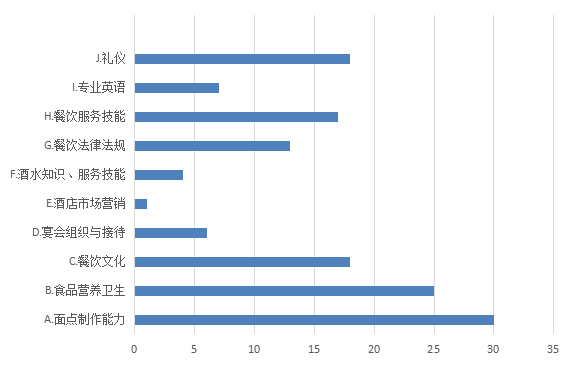 J.礼仪
I.专业英语
H.餐饮服务技能
G.餐饮法律法规
F.酒水知识、服务技能
E.酒店市场营销
D.宴会组织与接待
C.餐饮文化
B.食品营养卫生
A.面点制作能力
0 5 10 15 20 25 30 35